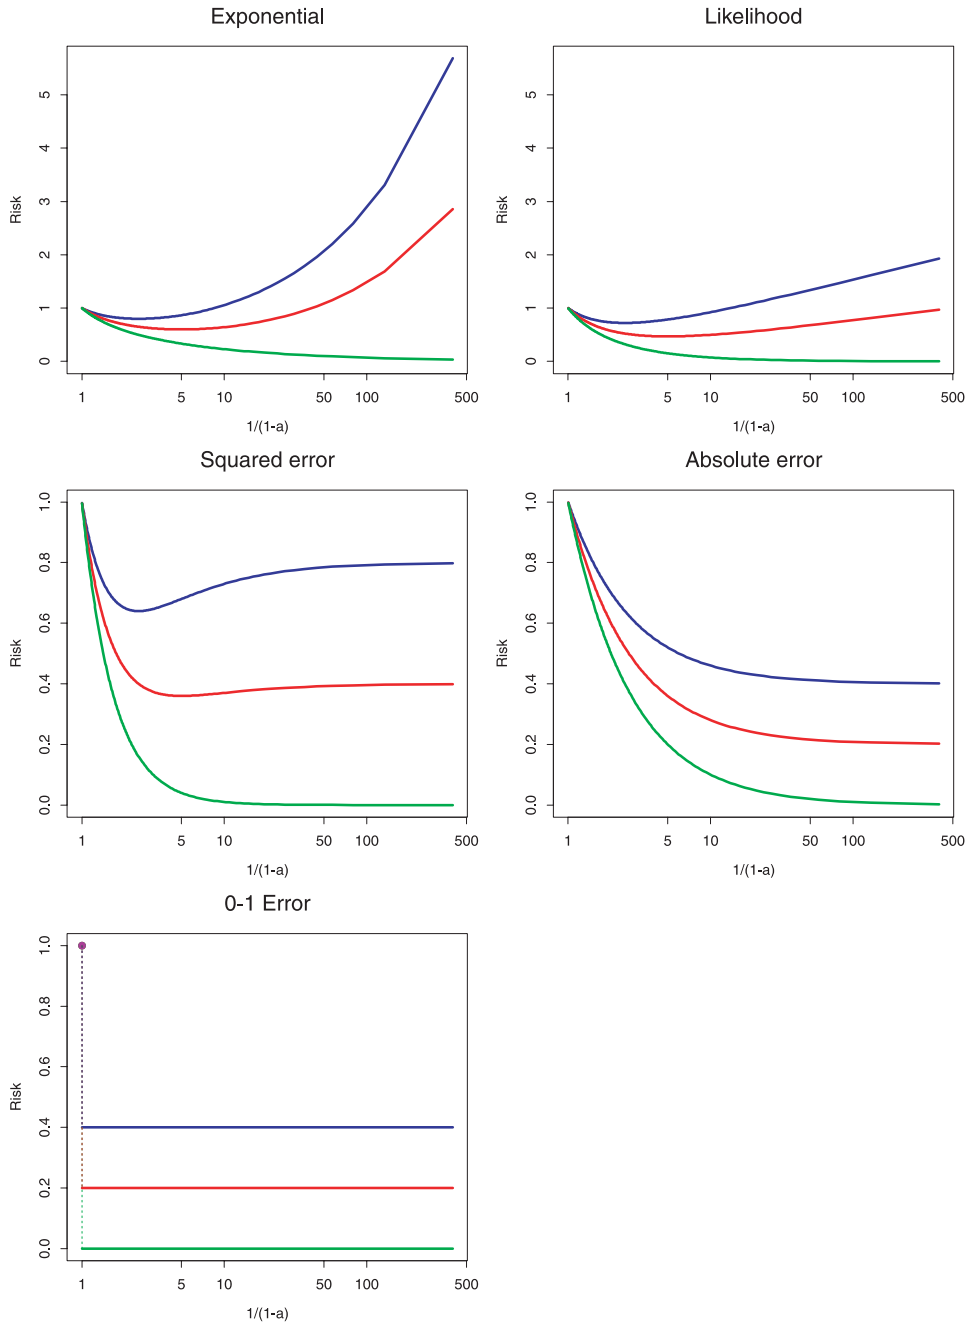 Exponential
Risk
0 1 2 3 4 5
1 5 10 50 100 500
1/(1-a)
Likelihood
Risk
0 1 2 3 4 5
1 5 10 50 100 500
1/(1-a)
Squared error
Risk
0.0 0.2 0.4 0.6 0.8 1.0
1 5 10 50 100 500
1/(1-a)
Absolute error
Risk
0.0 0.2 0.4 0.6 0.8 1.0
1 5 10 50 100 500
1/(1-a)
0-1 Error
Risk
0.0 0.2 0.4 0.6 0.8 1.0
1 5 10 50 100 500
1/(1-a)